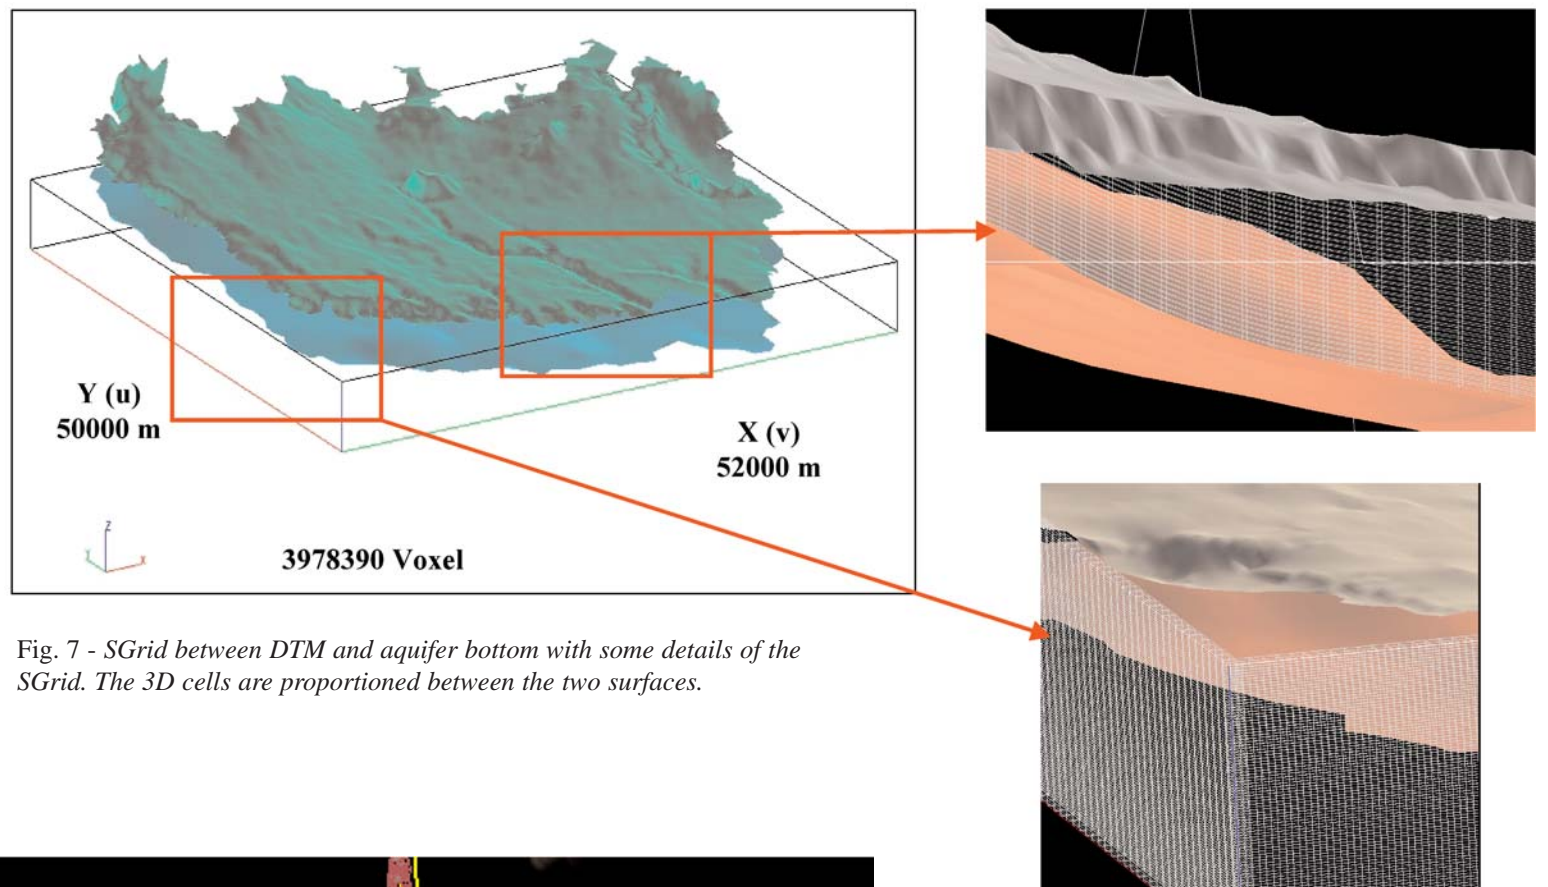 Y (u)
50000 m
X (v)
52000 m
z
x
3978390 Voxel
Fig. 7 - SGrid between DTM and aquifer bottom with some details of the
SGrid. The 3D cells are proportioned between the two surfaces.